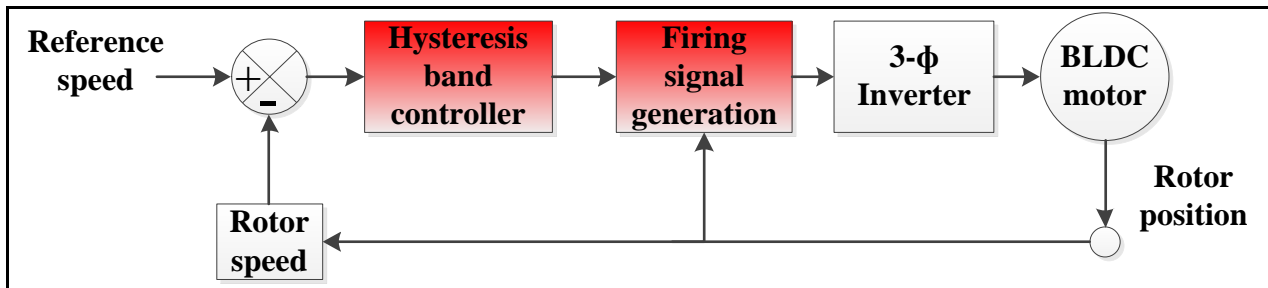 Reference
speed
+
-
Hysteresis
band
controller
Firing
signal
generation
3-ϕ
Inverter
BLDC
motor
Rotor
position
Rotor
speed